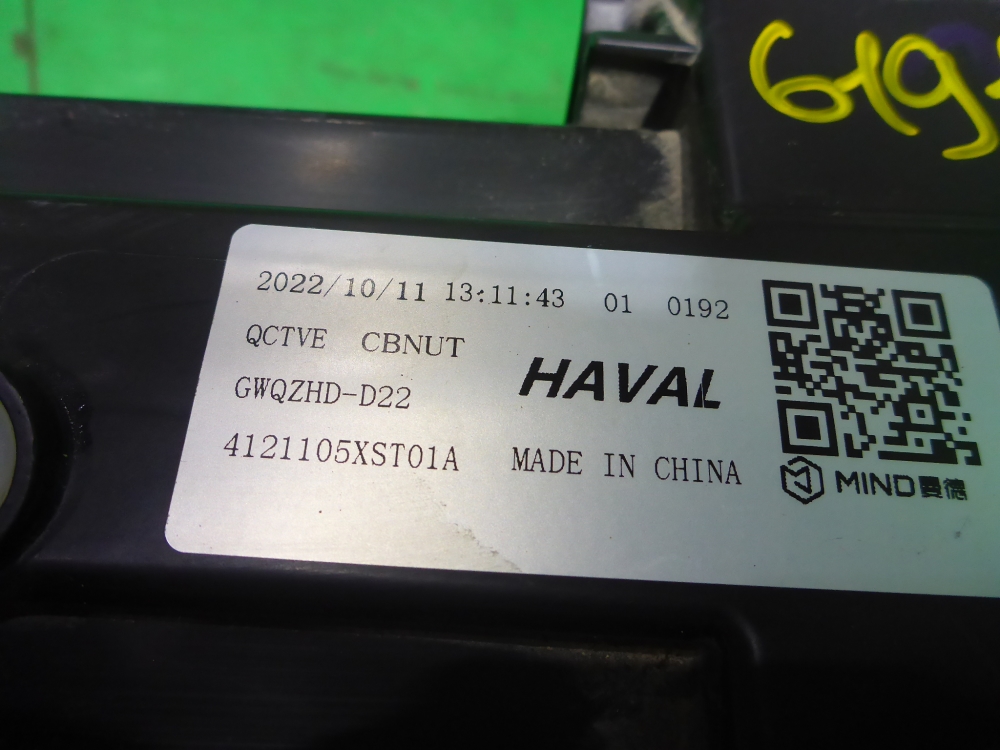 619
2022/10/11 13:11:43 01 0192
QCTVE CBNUT
HAVAL
GWQZHD-D22
4121105XST01A MADE IN CHINA
MIND曼德